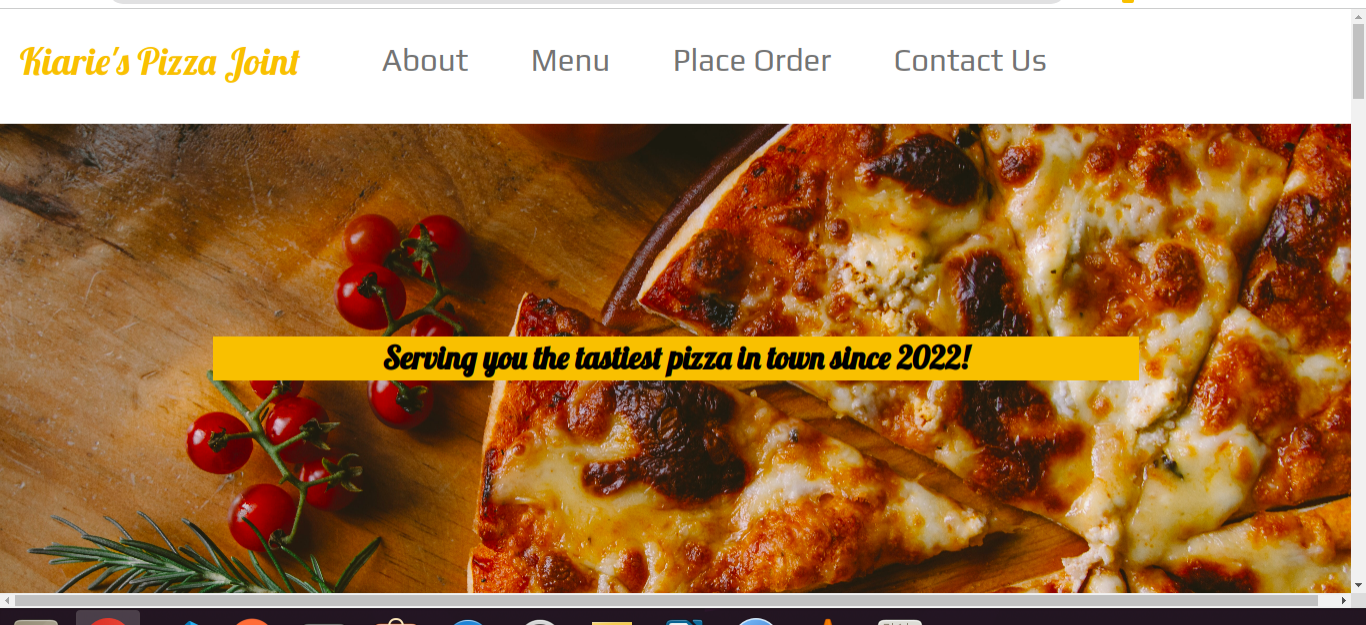 Kiarie's Pizza Joint
About
Menu
Place Order
Contact Us
Serving you the tastiest pizza in town since 2022!